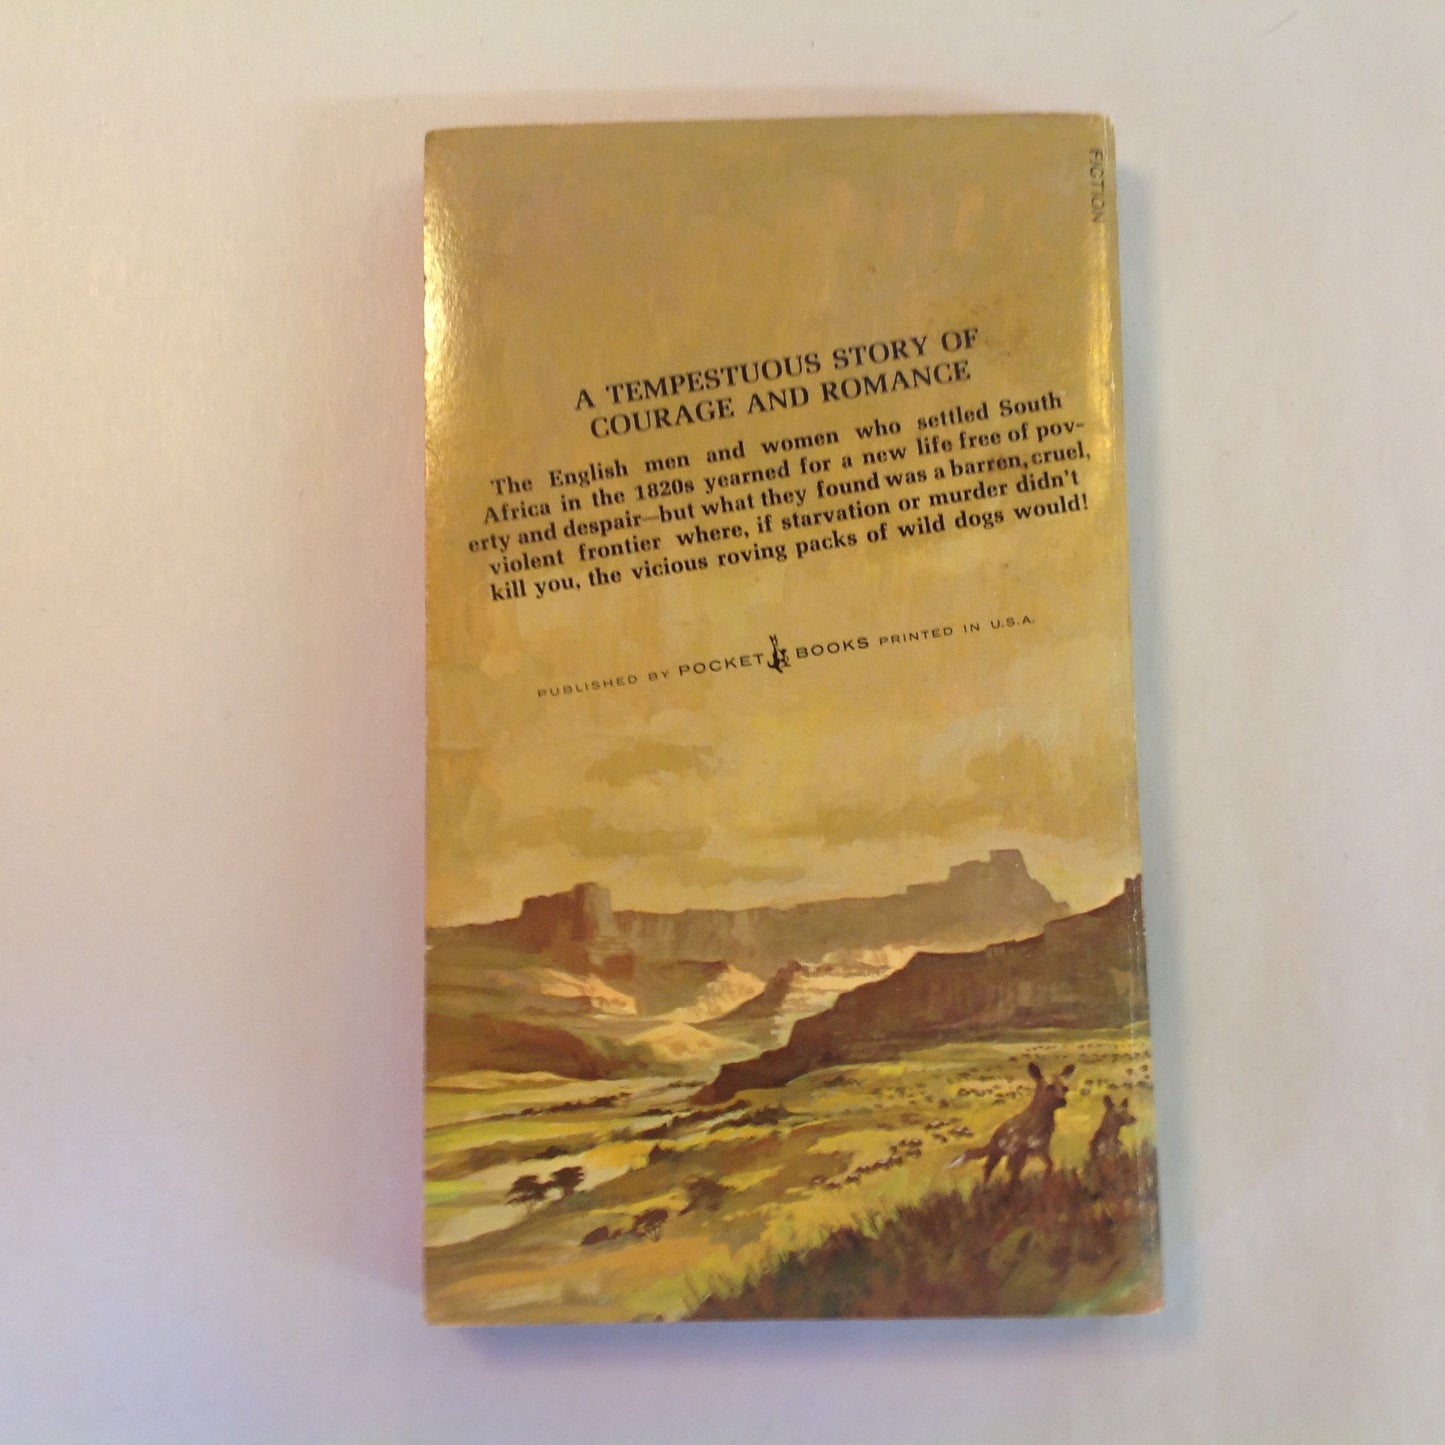 FICTION
A TEMPESTUOUS STORY OF
COURAGE AND ROMANCE
The English men and women who settled South
Africa in the 1820s yearned for a new life free of pov-
erty and despair—but what they found was a barren, cruel,
violent frontier where, if starvation or murder didn't
kill you, the vicious roving packs of wild dogs would!
PUBLISHED BY POCKET BOOKS PRINTED IN U.S.A.